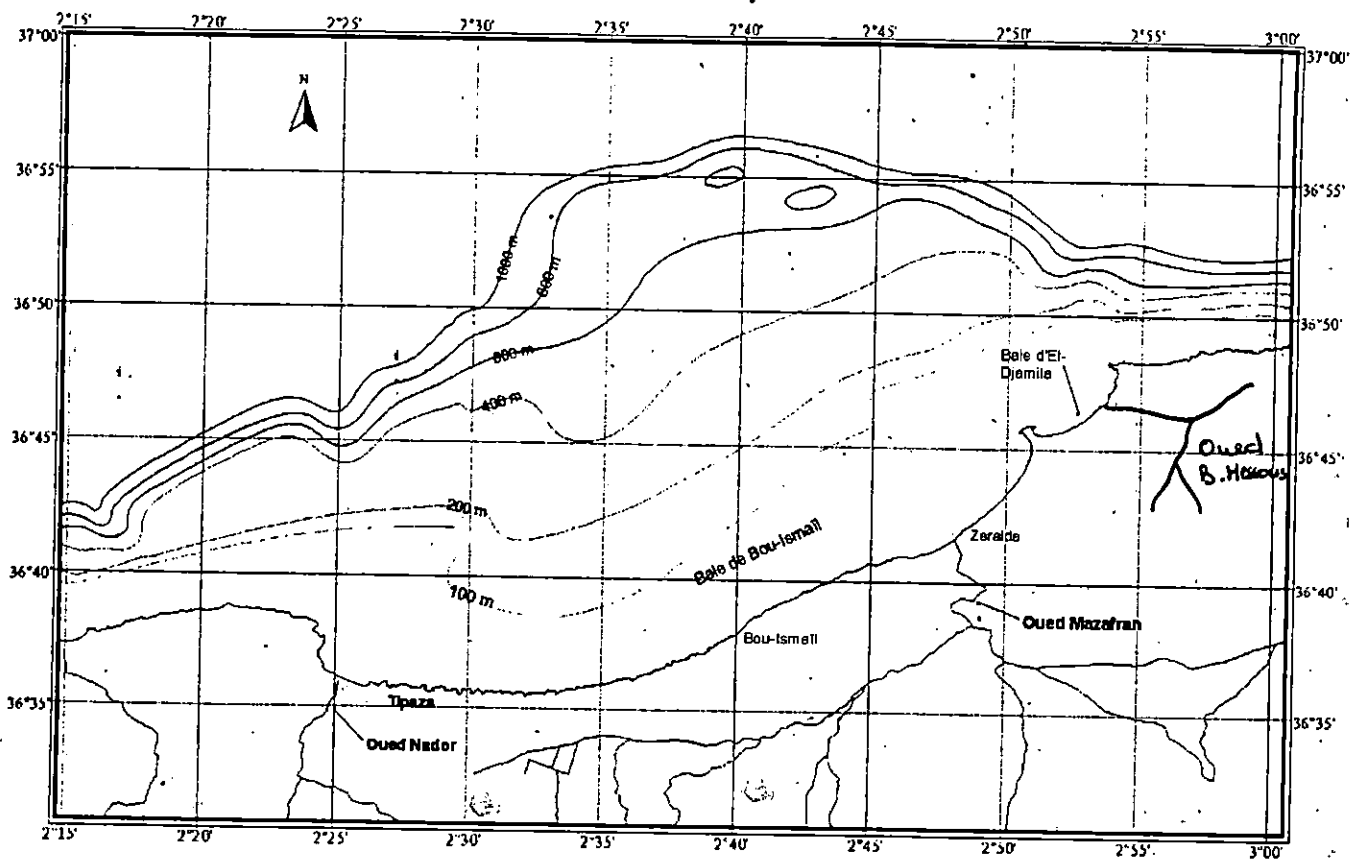 2°15' 2°20' 2°25' 2°30' 2°35' 2°40' 2°45' 2°50' 2°55' 3°00'
37°00' 37°00'
N
36°55' 36°55'
1000 m
600 m
36°50' 36°50'
Baie d'El-
Djamila
800 m
400 m
36°45' 36°45'
Oued
200 m
Zeralda
Baie de Bou-Ismaïl
36°40' 36°40'
100 m
Oued Mazafran
Bou-Ismaïl
36°35' 36°35'
Tipaza
Oued Nador
2°15' 2°20' 2°25' 2°30' 2°35' 2°40' 2°45' 2°50' 2°55' 3°00'